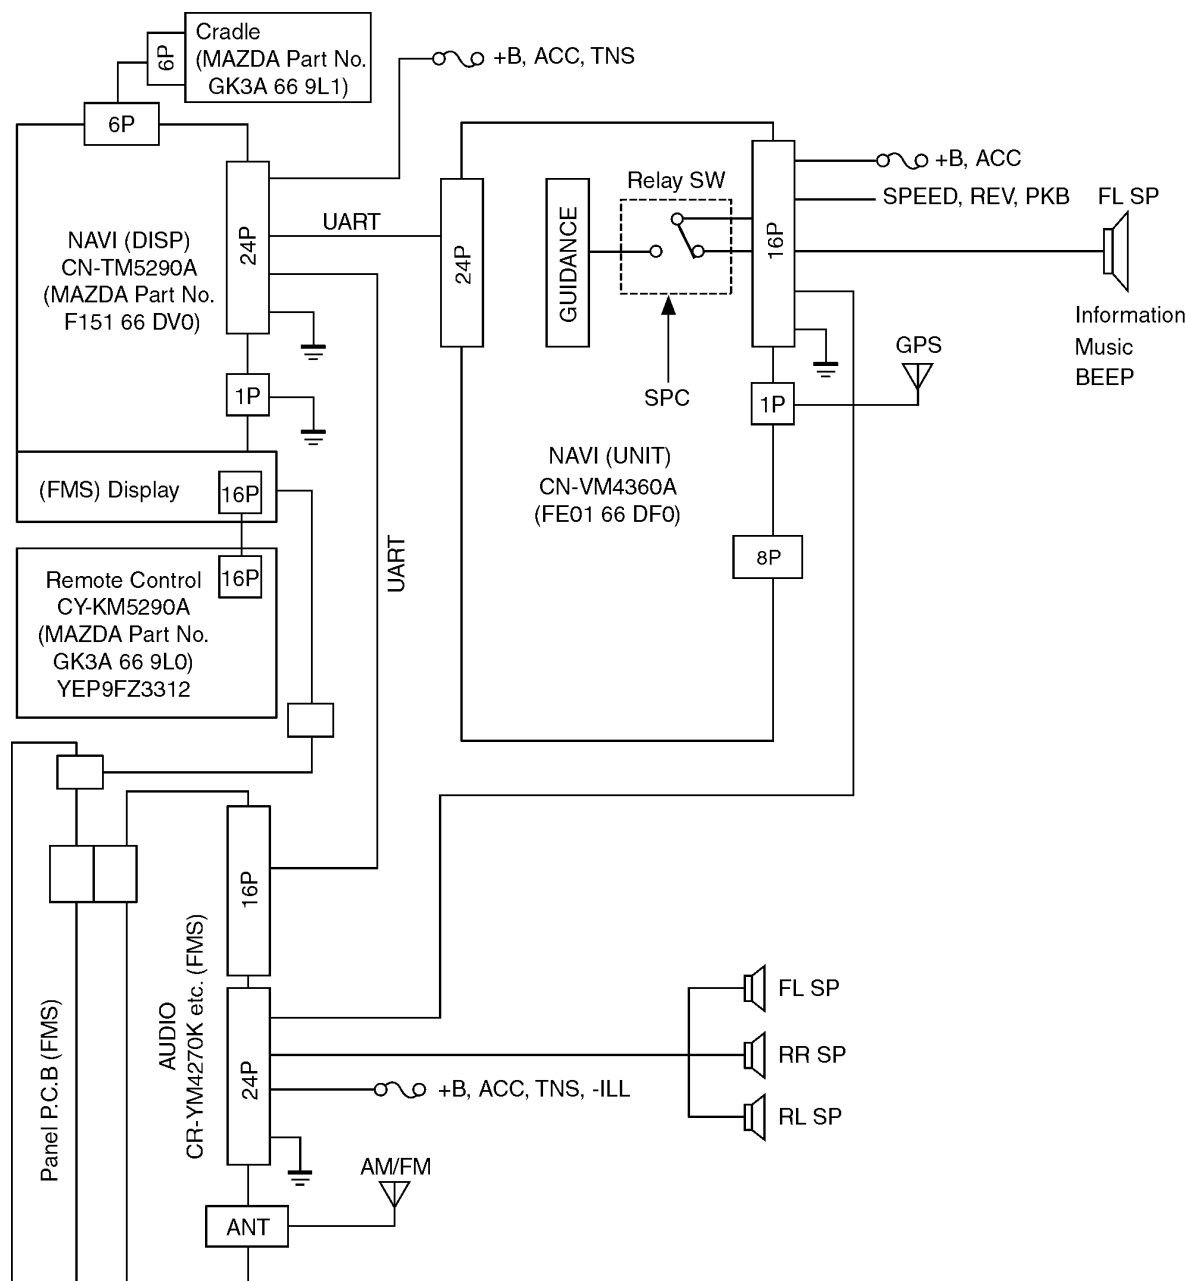 Cradle
(MAZDA Part No.
GK3A 66 9L1)
6P
6P
+B, ACC, TNS
NAVI (DISP)
CN-TM5290A
(MAZDA Part No.
F151 66 DV0)
24P
UART
24P
GUIDANCE
Relay SW
SPC
16P
+B, ACC
SPEED, REV, PKB
FL SP
Information
Music
BEEP
GPS
1P
1P
NAVI (UNIT)
CN-VM4360A
(FE01 66 DF0)
8P
(FMS) Display
16P
16P
Remote Control
CY-KM5290A
(MAZDA Part No.
GK3A 66 9L0)
YEP9FZ3312
UART
16P
Panel P.C.B (FMS)
AUDIO
CR-YM4270K etc. (FMS)
24P
FL SP
RR SP
RL SP
+B, ACC, TNS, -ILL
AM/FM
ANT